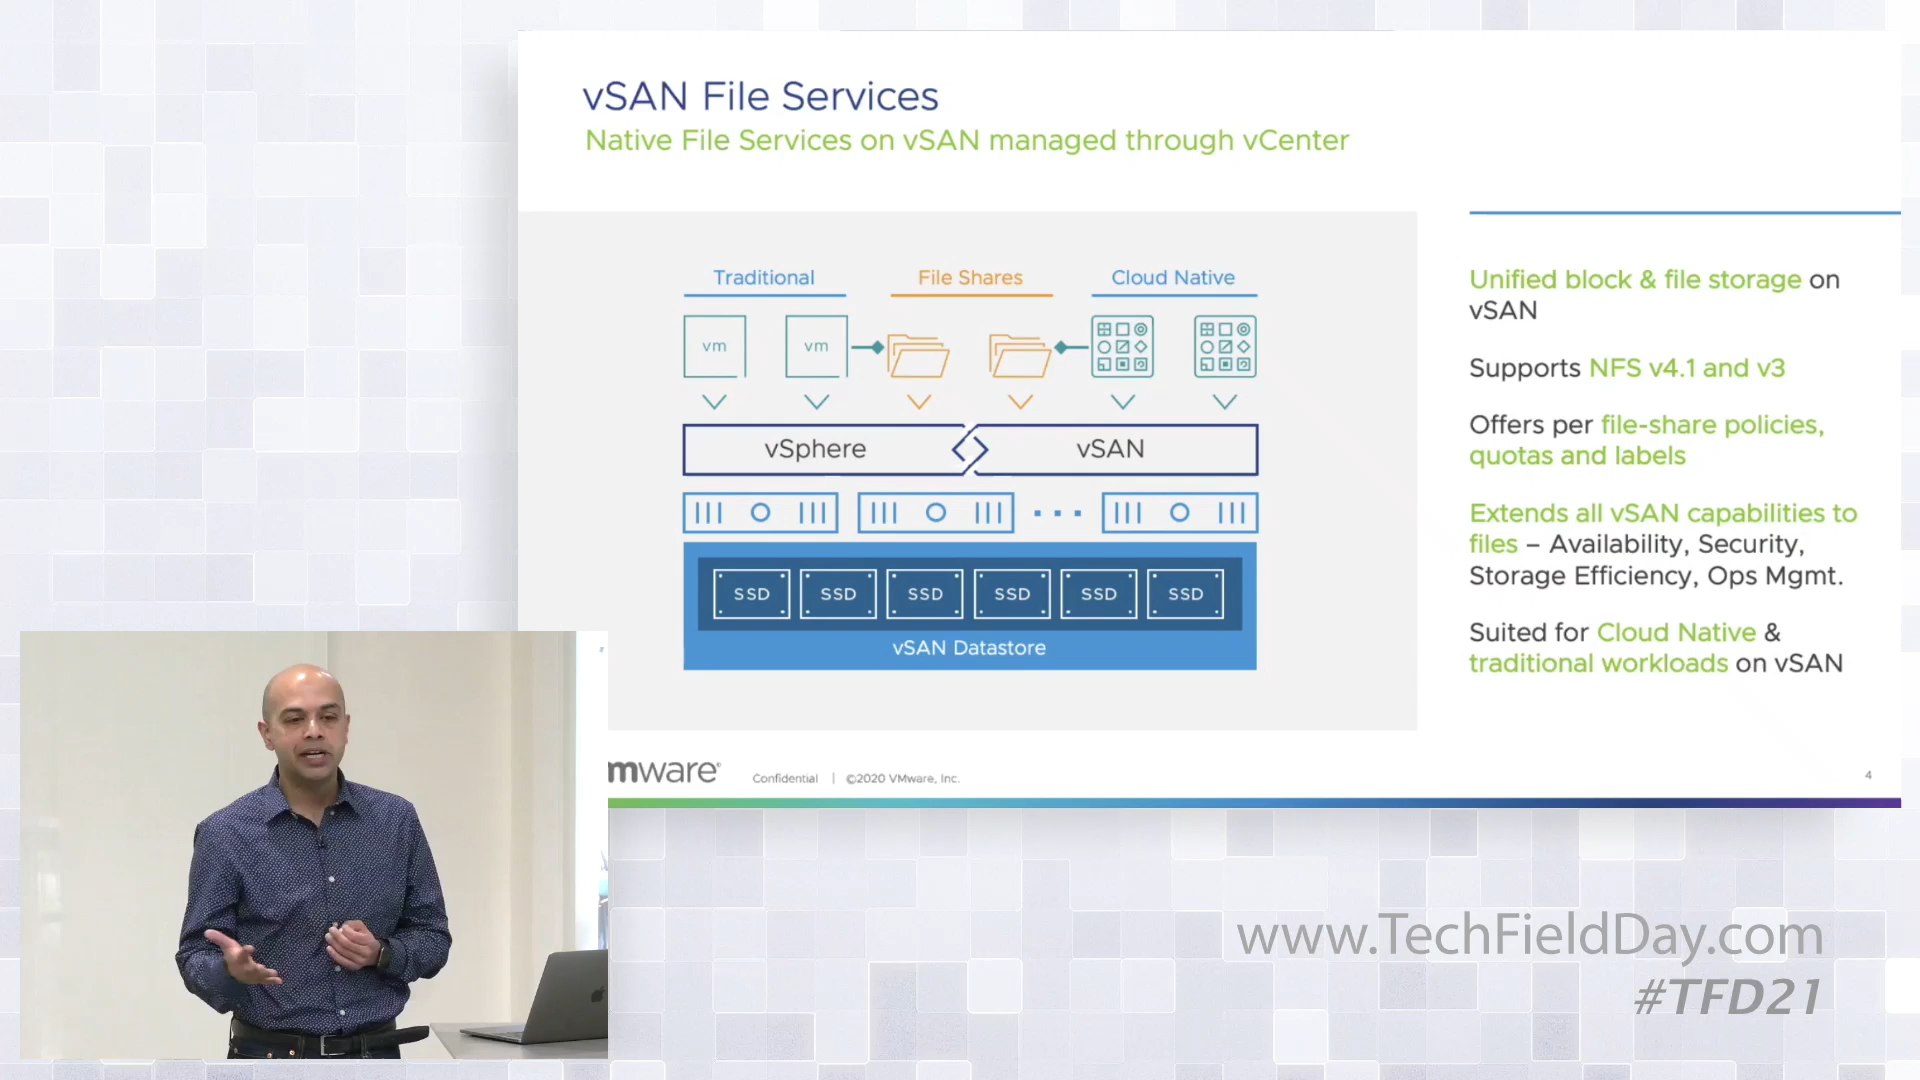 vSAN File Services
Native File Services on vSAN managed through vCenter
Traditional
File Shares
Cloud Native
vm
vm
vSphere
vSAN
SSD
SSD
SSD
SSD
SSD
SSD
vSAN Datastore
Unified block & file storage on
vSAN
Supports NFS v4.1 and v3
Offers per file-share policies,
quotas and labels
Extends all vSAN capabilities to
files – Availability, Security,
Storage Efficiency, Ops Mgmt.
Suited for Cloud Native &
traditional workloads on vSAN
mware®
Confidential | ©2020 VMware, Inc.
4
www.TechFieldDay.com
#TFD21